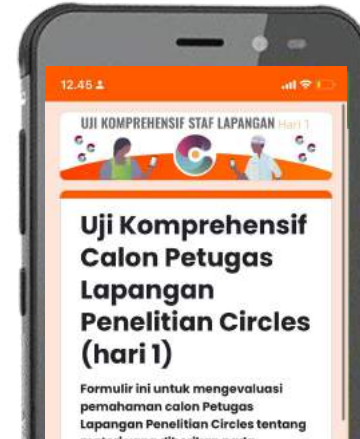 12.45
UJI KOMPREHENSIF STAF LAPANGAN Hari 1
Uji Komprehensif
Calon Petugas
Lapangan
Penelitian Circles
(hari 1)
Formulir ini untuk mengevaluasi
pemahaman calon Petugas
Lapangan Penelitian Circles tentang